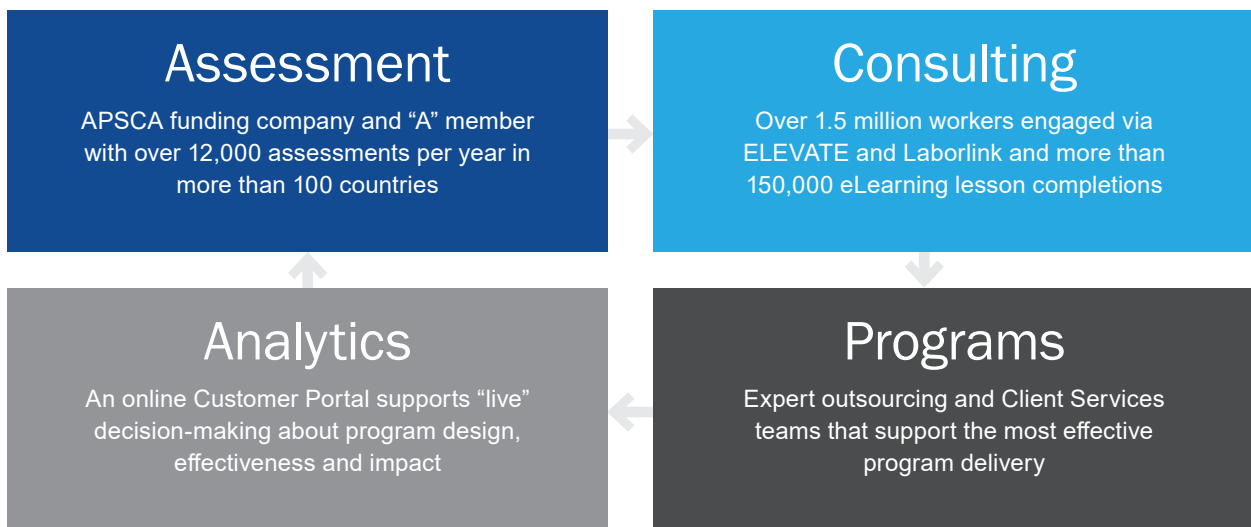 Assessment
APSCA funding company and “A” member
with over 12,000 assessments per year in
more than 100 countries
Consulting
Over 1.5 million workers engaged via
ELEVATE and Laborlink and more than
150,000 eLearning lesson completions
Analytics
An online Customer Portal supports “live”
decision-making about program design,
effectiveness and impact
Programs
Expert outsourcing and Client Services
teams that support the most effective
program delivery